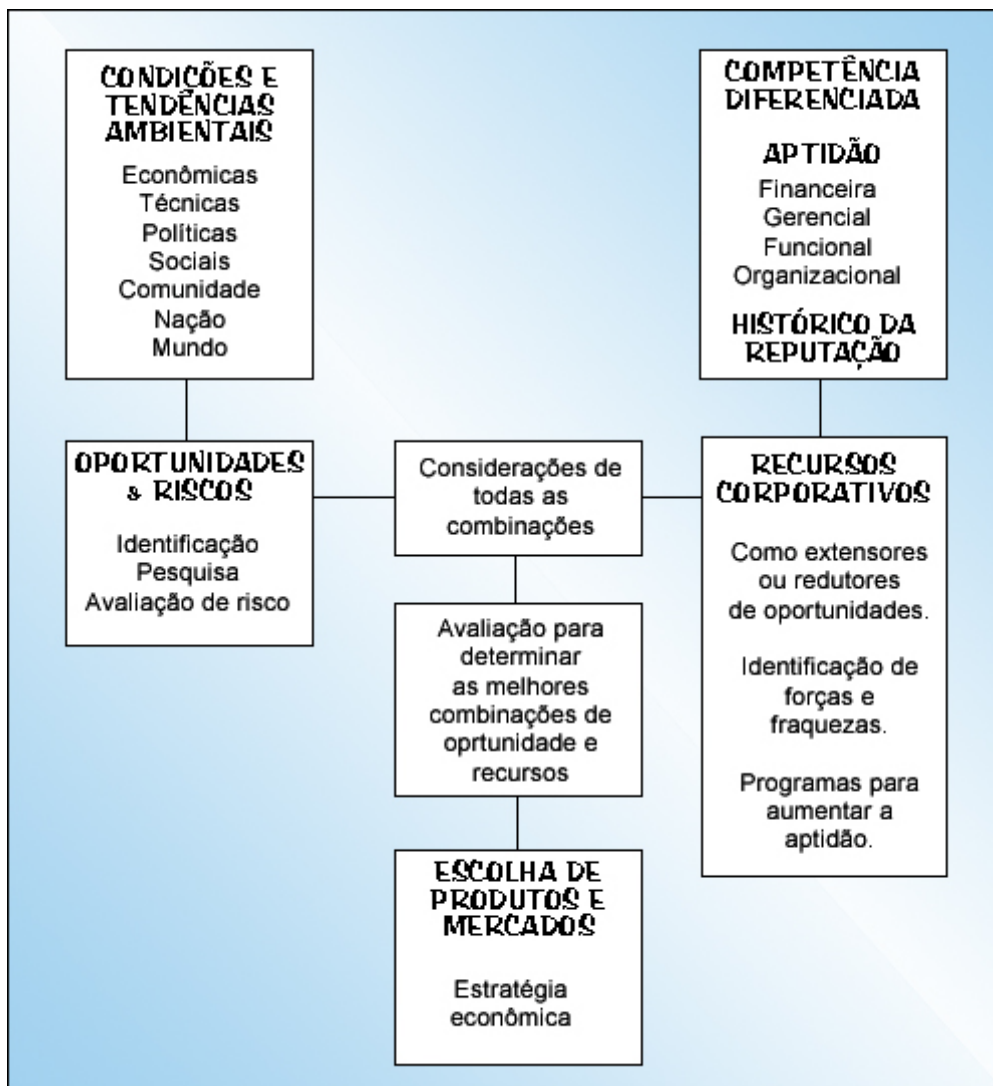 CONDIÇÕES E
TENDÊNCIAS
AMBIENTAIS
Econômicas
Técnicas
Políticas
Sociais
Comunidade
Nação
Mundo
COMPETÊNCIA
DIFERENCIADA
APTIDÃO
Financeira
Gerencial
Funcional
Organizacional
HISTÓRICO DA
REPUTAÇÃO
OPORTUNIDADES
& RISCOS
Identificação
Pesquisa
Avaliação de risco
Considerações de
todas as
combinações
RECURSOS
CORPORATIVOS
Como extensores
ou redutores
de oportunidades.
Identificação de
forças e
fraquezas.
Programas para
aumentar a
aptidão.
Avaliação para
determinar
as melhores
combinações de
oprtunidade e
recursos
ESCOLHA DE
PRODUTOS E
MERCADOS
Estratégia
econômica